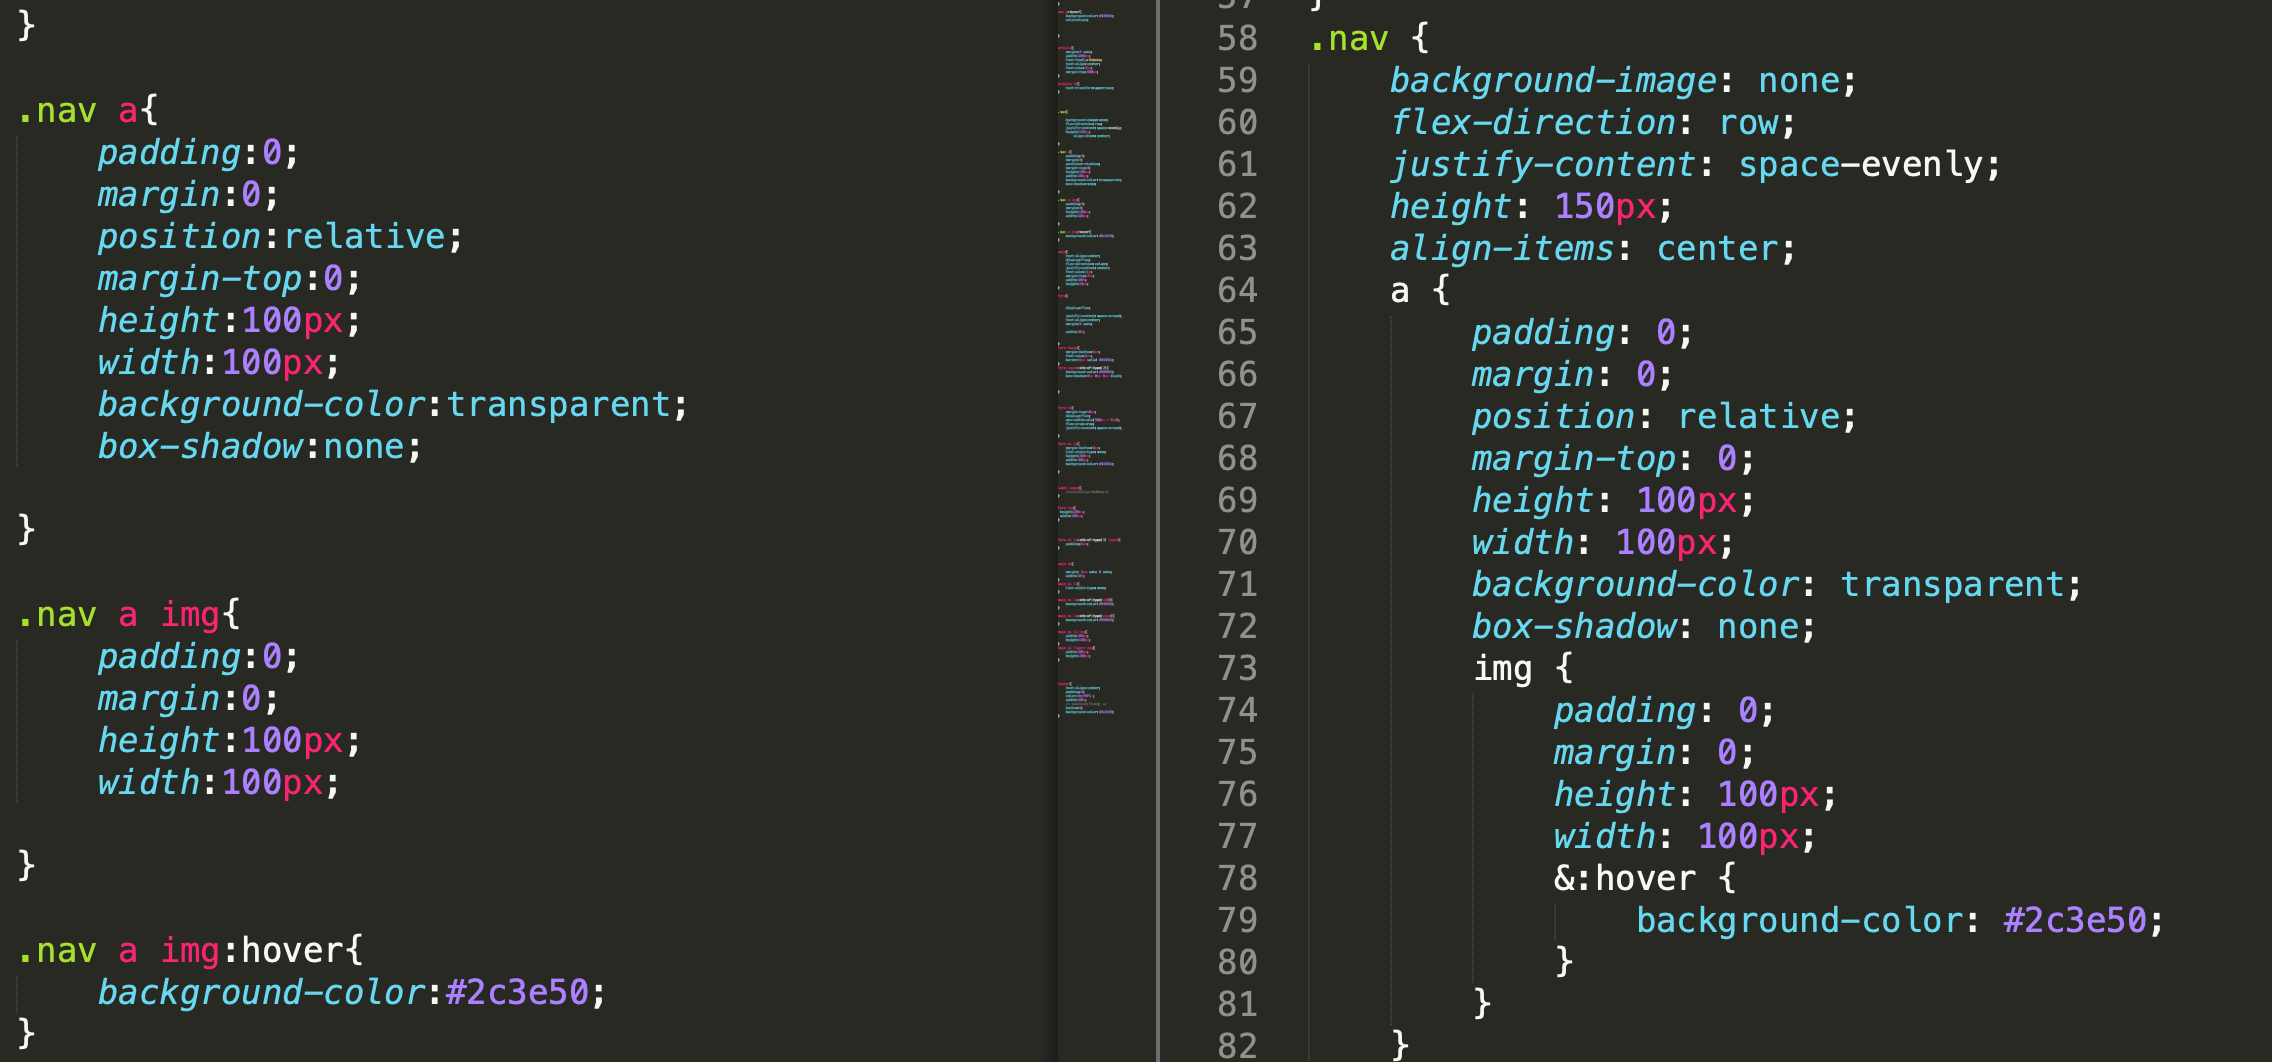 }
.nav a{
padding:0;
margin:0;
position:relative;
margin-top:0;
height:100px;
width:100px;
background-color:transparent;
box-shadow:none;
}
.nav a img{
padding:0;
margin:0;
height:100px;
width:100px;
}
.nav a img:hover{
background-color:#2c3e50;
}
57 }
58 .nav {
59 background-image: none;
60 flex-direction: row;
61 justify-content: space-evenly;
62 height: 150px;
63 align-items: center;
64 a {
65 padding: 0;
66 margin: 0;
67 position: relative;
68 margin-top: 0;
69 height: 100px;
70 width: 100px;
71 background-color: transparent;
72 box-shadow: none;
73 img {
74 padding: 0;
75 margin: 0;
76 height: 100px;
77 width: 100px;
78 &:hover {
79 background-color: #2c3e50;
80 }
81 }
82 }